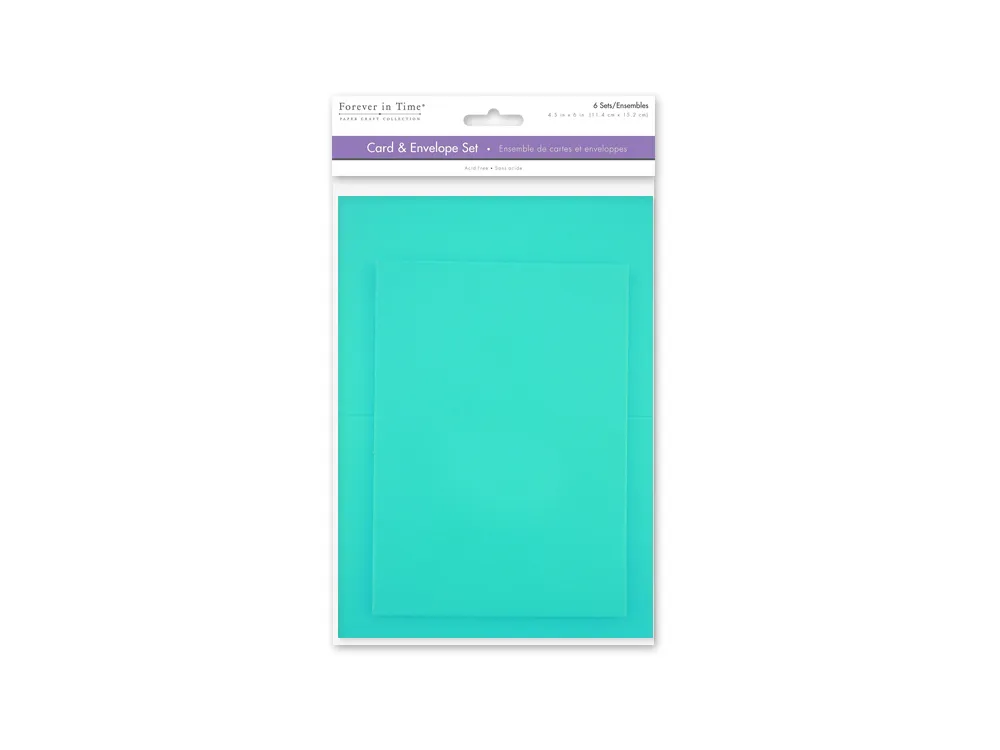 Forever in Time®
PAPER CRAFT COLLECTION
6 Sets/Ensembles
4.5 in x 6 in (11.4 cm x 15.2 cm)
Card & Envelope Set • Ensemble de cartes et enveloppes
Acid Free • Sans acide